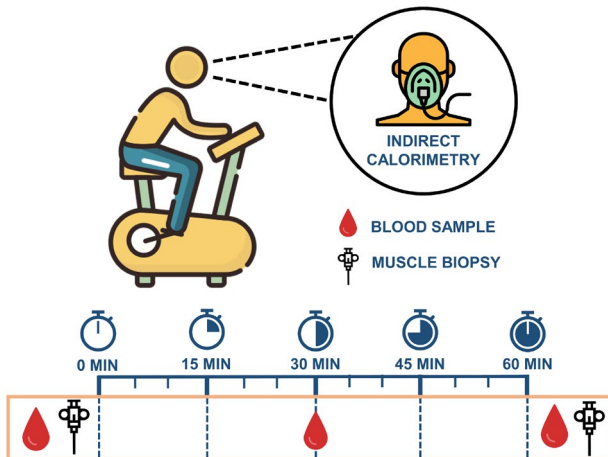 INDIRECT
CALORIMETRY
BLOOD SAMPLE
MUSCLE BIOPSY
0 MIN 15 MIN 30 MIN 45 MIN 60 MIN